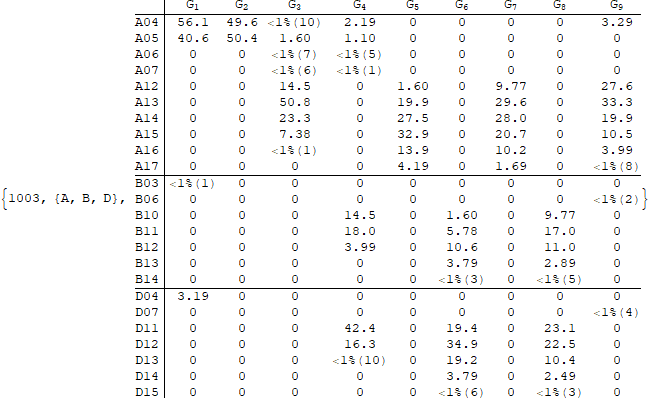 G1 G2 G3 G4 G5 G6 G7 G8 G9
A04 56.1 49.6 <1%(10) 2.19 0 0 0 0 3.29
A05 40.6 50.4 1.60 1.10 0 0 0 0 0
A06 0 0 <1%(7) <1%(5) 0 0 0 0 0
A07 0 0 <1%(6) <1%(1) 0 0 0 0 0
A12 0 0 14.5 0 1.60 0 9.77 0 27.6
A13 0 0 50.8 0 19.9 0 29.6 0 33.3
A14 0 0 23.3 0 27.5 0 28.0 0 19.9
A15 0 0 7.38 0 32.9 0 20.7 0 10.5
A16 0 0 <1%(1) 0 13.9 0 10.2 0 3.99
A17 0 0 0 0 4.19 0 1.69 0 <1%(8)
B03 <1%(1) 0 0 0 0 0 0 0 0
{1003, {A, B, D}, B06 0 0 0 0 0 0 0 0 <1%(2) }
B10 0 0 0 14.5 0 1.60 0 9.77 0
B11 0 0 0 18.0 0 5.78 0 17.0 0
B12 0 0 0 3.99 0 10.6 0 11.0 0
B13 0 0 0 0 0 3.79 0 2.89 0
B14 0 0 0 0 0 <1%(3) 0 <1%(5) 0
D04 3.19 0 0 0 0 0 0 0 0
D07 0 0 0 0 0 0 0 0 <1%(4)
D11 0 0 0 42.4 0 19.4 0 23.1 0
D12 0 0 0 16.3 0 34.9 0 22.5 0
D13 0 0 0 <1%(10) 0 19.2 0 10.4 0
D14 0 0 0 0 0 3.79 0 2.49 0
D15 0 0 0 0 0 <1%(6) 0 <1%(3) 0